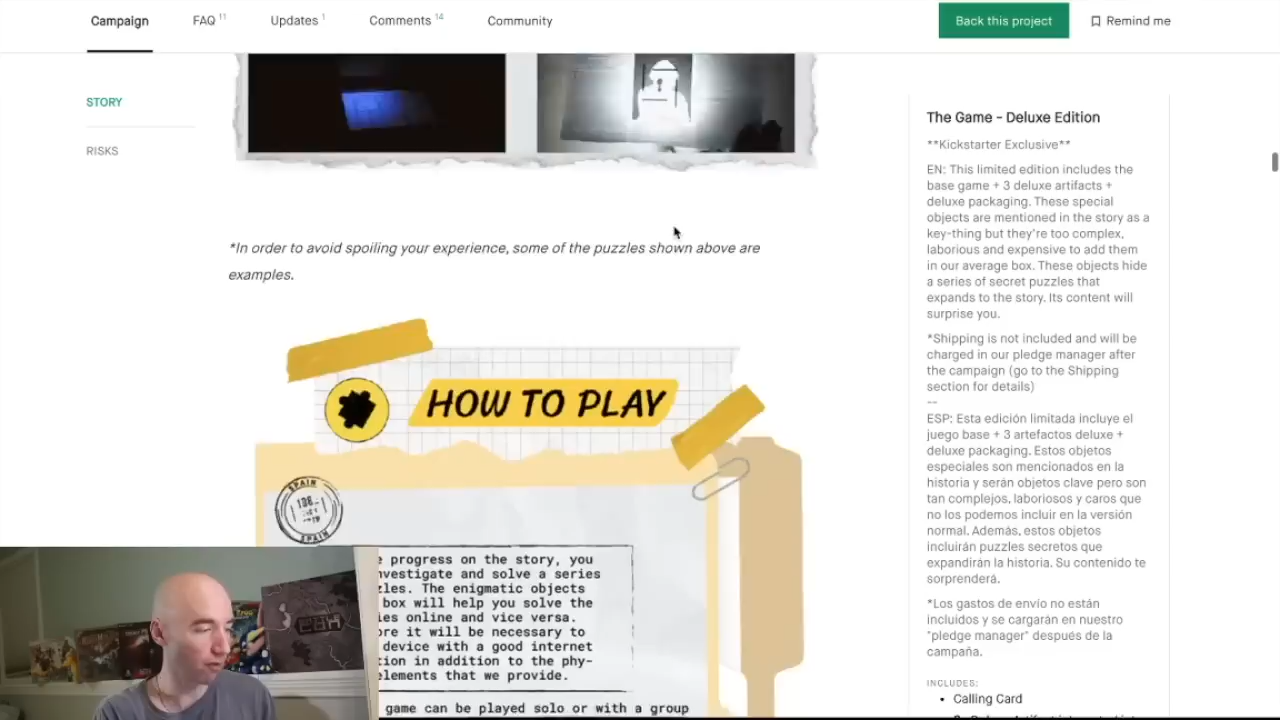 Campaign
FAQ 11
Updates 1
Comments 14
Community
Back this project
Remind me
STORY
RISKS
*In order to avoid spoiling your experience, some of the puzzles shown above are
examples.
HOW TO PLAY
SPAIN
SPAIN
e progress on the story, you
nvestigate and solve a series
zles. The enigmatic objects
box will help you solve the
ies online and vice versa.
ore it will be necessary to
device with a good internet
tion in addition to the phy-
elements that we provide.
game can be played solo or with a group
The Game - Deluxe Edition
**Kickstarter Exclusive**
EN: This limited edition includes the
base game + 3 deluxe artifacts +
deluxe packaging. These special
objects are mentioned in the story as a
key-thing but they're too complex,
laborious and expensive to add them
in our average box. These objects hide
a series of secret puzzles that
expands to the story. Its content will
surprise you.
*Shipping is not included and will be
charged in our pledge manager after
the campaign (go to the Shipping
section for details)
--
ESP: Esta edición limitada incluye el
juego base + 3 artefactos deluxe +
deluxe packaging. Estos objetos
especiales son mencionados en la
historia y serán objetos clave pero son
tan complejos, laboriosos y caros que
no los podemos incluir en la versión
normal. Además, estos objetos
incluirán puzzles secretos que
expandirán la historia. Su contenido te
sorprenderá.
*Los gastos de envío no están
incluidos y se cargarán en nuestro
"pledge manager" después de la
campaña.
INCLUDES:
• Calling Card